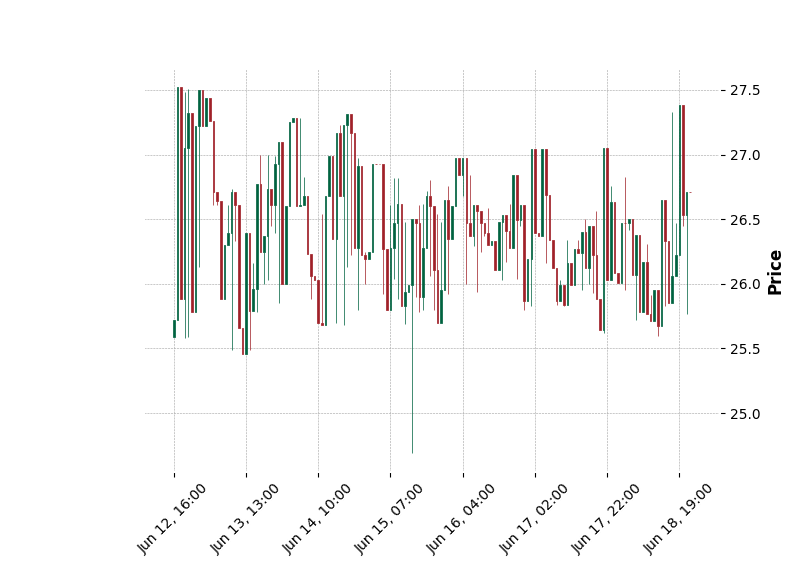 27.5
27.0
26.5
26.0
25.5
25.0
Price
Jun 12, 16:00
Jun 13, 13:00
Jun 14, 10:00
Jun 15, 07:00
Jun 16, 04:00
Jun 17, 02:00
Jun 17, 22:00
Jun 18, 19:00